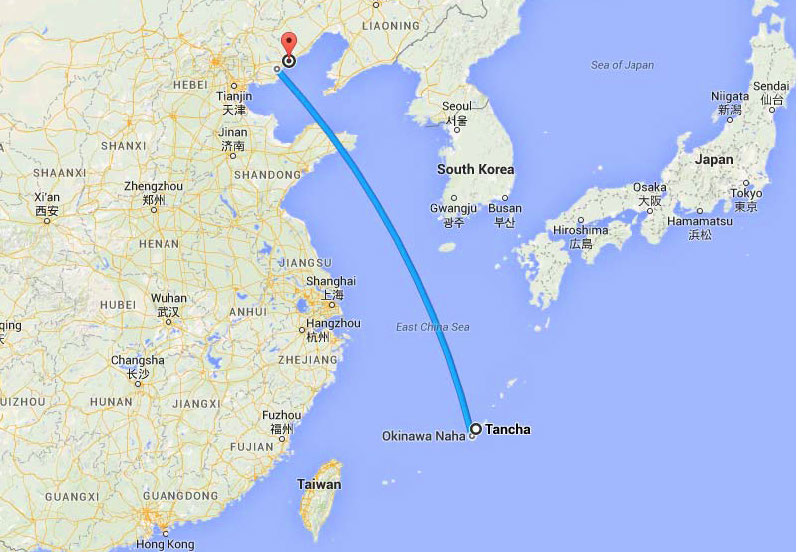 LIAONING
Sea of Japan
HEBEI
Tianjin
天津
Sendai
仙台
Niigata
新潟
Seoul
서울
Jinan
济南
SHANXI
Japan
SHAANXI
SHANDONG
South Korea
Xi'an
西安
Zhengzhou
郑州
Osaka
大阪
Tokyo
東京
Gwangju
광주
Busan
부산
Hamamatsu
浜松
Hiroshima
広島
HENAN
JIANGSU
Shanghai
上海
HUBEI
Wuhan
武汉
ANHUI
qing
庆
Hangzhou
杭州
East China Sea
Changsha
长沙
ZHEJIANG
UIZHOU
HUNAN
JIANGXI
Fuzhou
福州
Tancha
Okinawa Naha
FUJIAN
Taiwan
GUANGXI
GUANGDONG
Hong Kong